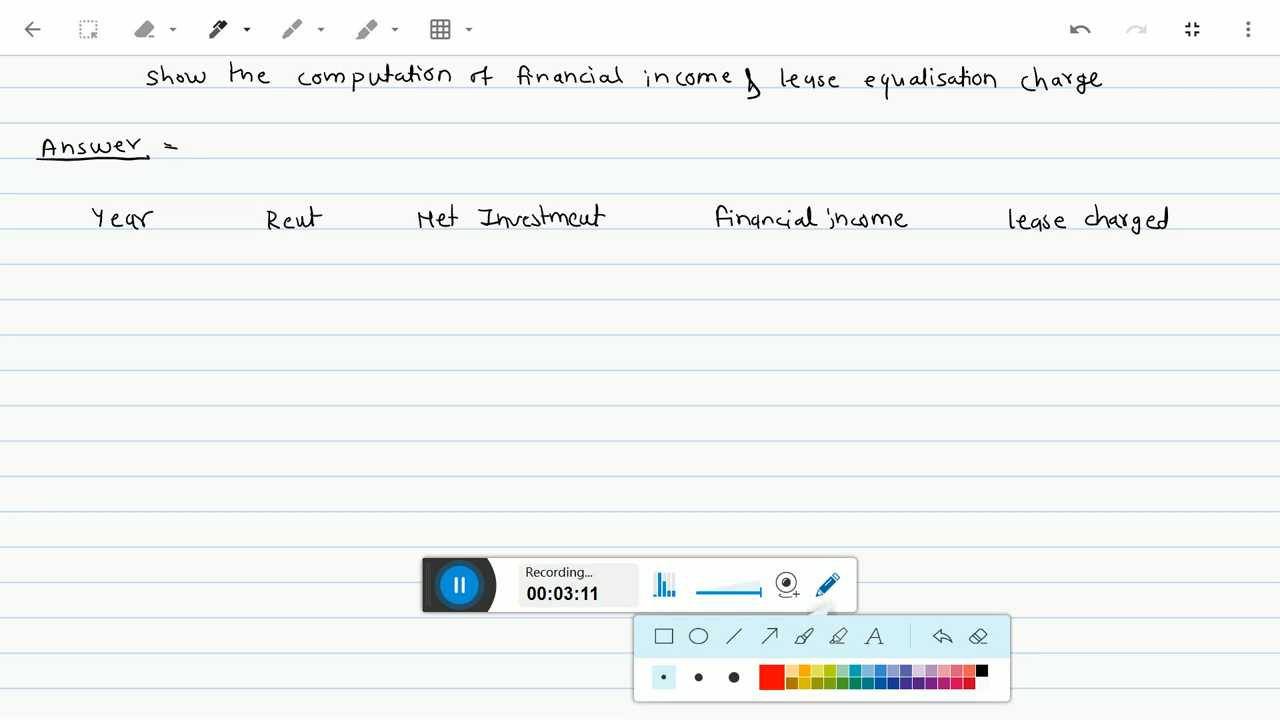 show the computation of financial income & lease equalisation charge
Answer =
Year Rent Net Investment financial income lease charged
Recording...
00:03:11
A